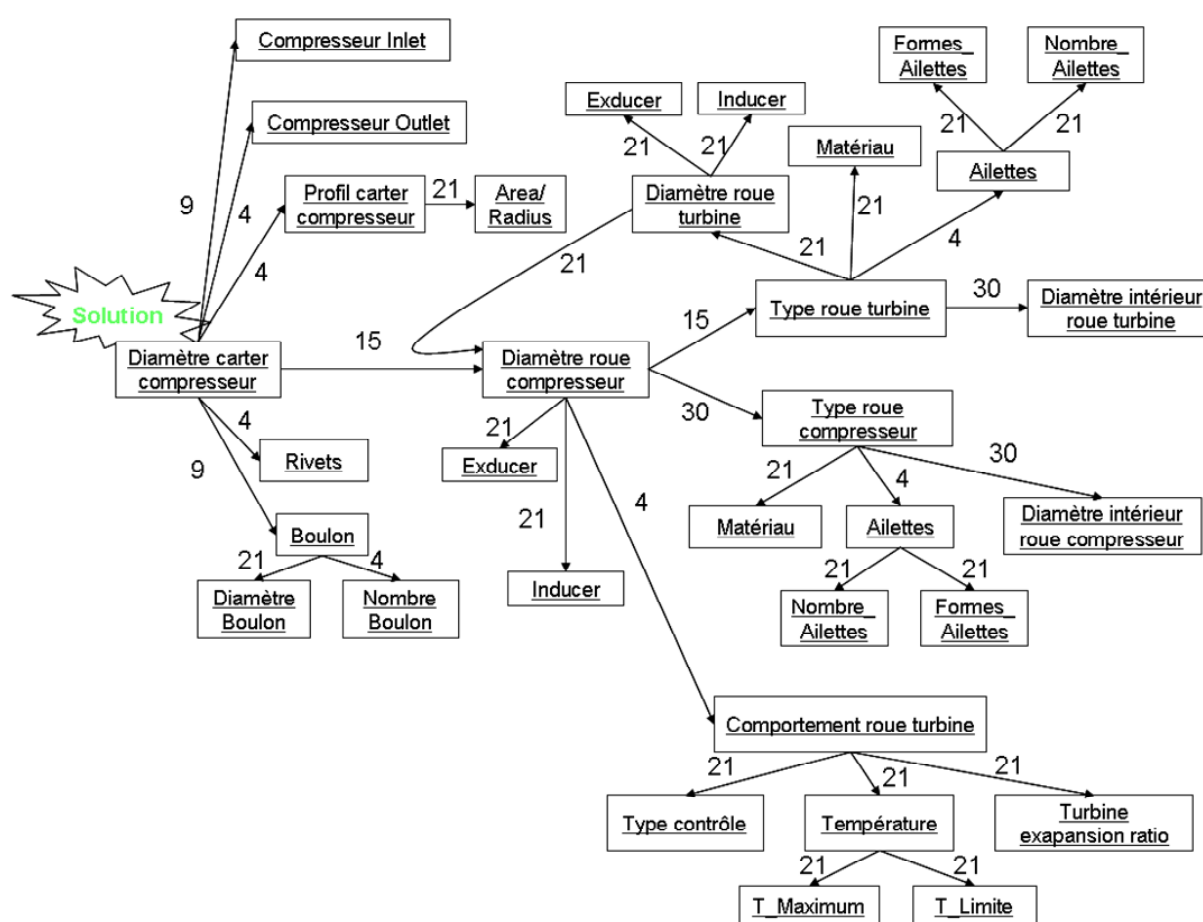 Compresseur Inlet
Formes_
Ailettes
Nombre_
Ailettes
Exducer
Inducer
Compresseur Outlet
21
21
Matériau
21
21
Ailettes
9
4
Profil carter
compresseur
21
Area/
Radius
Diamètre roue
turbine
21
4
21
4
21
Solution
Type roue turbine
30
Diamètre intérieur
roue turbine
15
15
Diamètre carter
compresseur
Diamètre roue
compresseur
30
Type roue
compresseur
4
9
Rivets
21
Exducer
21
4
30
4
Matériau
Ailettes
Diamètre intérieur
roue compresseur
Boulon
21
21
4
21
21
Diamètre
Boulon
Nombre
Boulon
Inducer
Nombre_
Ailettes
Formes_
Ailettes
Comportement roue turbine
21
21
21
Type contrôle
Température
Turbine
exapansion ratio
21
21
T_Maximum
T_Limite